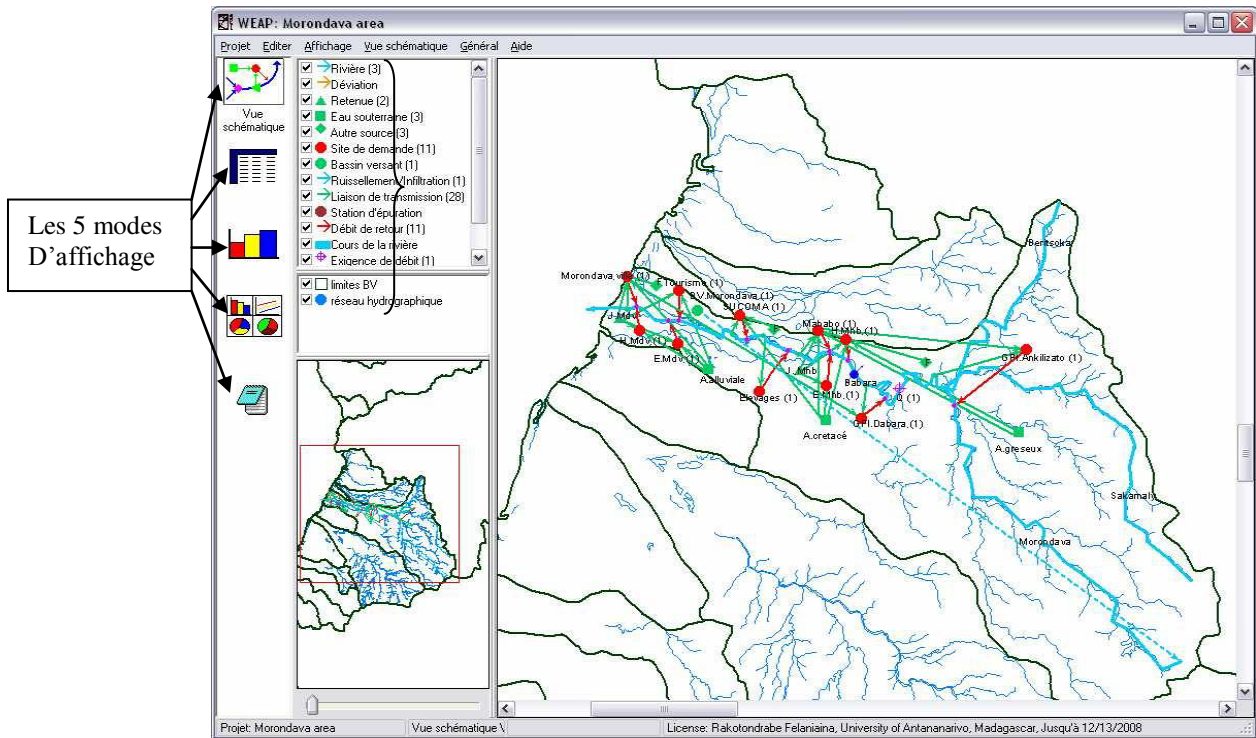 WEAP: Morondava area
Projet Editer Affichage Vue schématique Général Aide
Vue
schématique
Les 5 modes
D'affichage
Rivière (3)
Déviation
Retenue (2)
Eau souterraine (3)
Autre source (3)
Site de demande (11)
Bassin versant (1)
Ruissellement/Infiltration (1)
Liaison de transmission (28)
Station d'épuration
Débit de retour (11)
Cours de la rivière
Exigence de débit (1)
limites BV
réseau hydrographique
Beritsoka
Morondava ville (1)
E.Tourisme (1)
B.V.Morondava (1)
SUCOMA (1)
J.Mdv
Mahabo (1)
H.Mhb (1)
H.Mdv (1)
GPI.Ankilizato (1)
E.Mdv (1)
J.Mhb
A.alluviale
Babara
Elevages (1)
E.Mhb (1)
Q (1)
GPI.Dabara (1)
A.cretacé
A.greseux
Sakamaly
Morondava
Projet: Morondava area
Vue schématique
License: Rakotondrabe Felaniaina, University of Antananarivo, Madagascar, Jusqu'à 12/13/2008